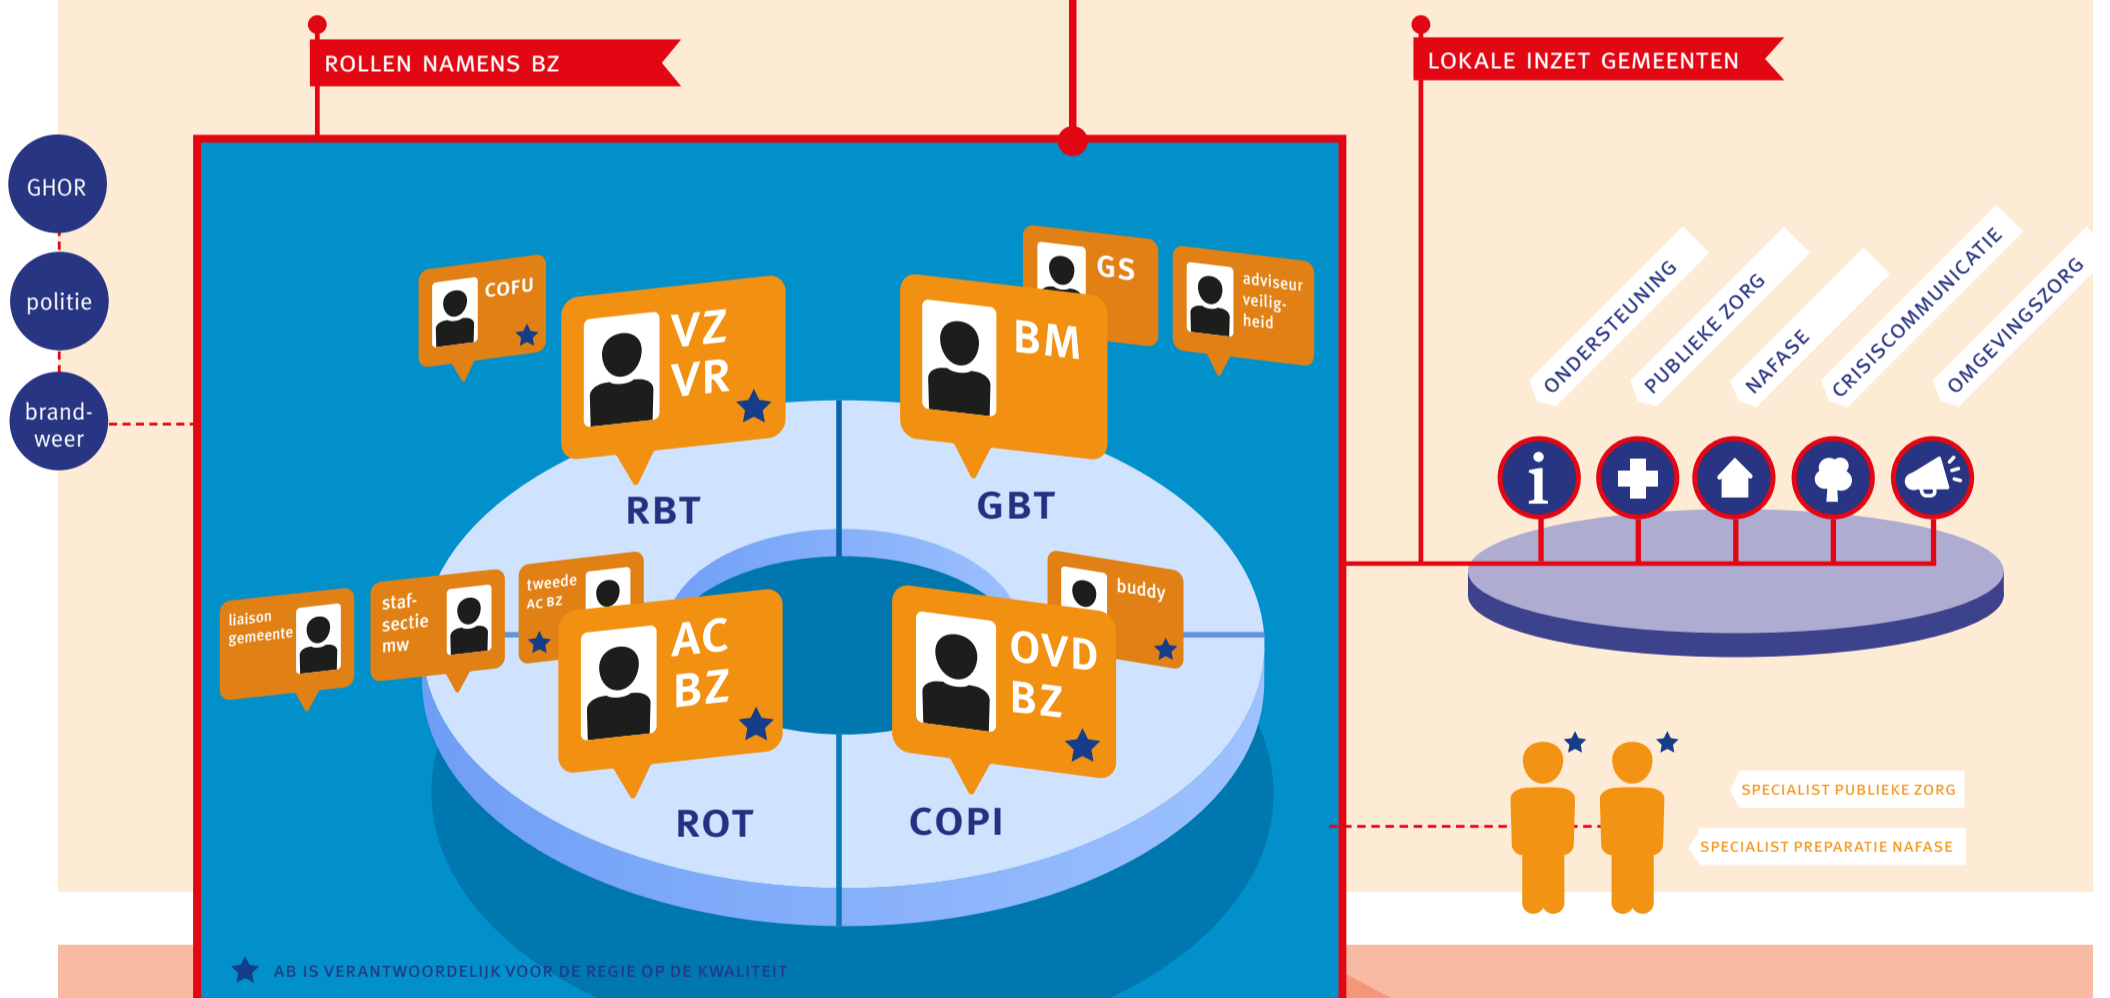 ROLLEN NAMENS BZ
LOKALE INZET GEMEENTEN
GHOR
politie
brand-
weer
COFU
VZ
VR
BM
GS
adviseur
veilig-
heid
RBT
GBT
liaison
gemeente
staf-
sectie
mw
tweede
AC BZ
AC
BZ
OVD
BZ
buddy
ROT
COPI
AB IS VERANTWOORDELIJK VOOR DE REGIE OP DE KWALITEIT
ONDERSTEUNING
PUBLIEKE ZORG
NAFASE
CRISISCOMMUNICATIE
OMGEVINGSZORG
i
SPECIALIST PUBLIEKE ZORG
SPECIALIST PREPARATIE NAFASE